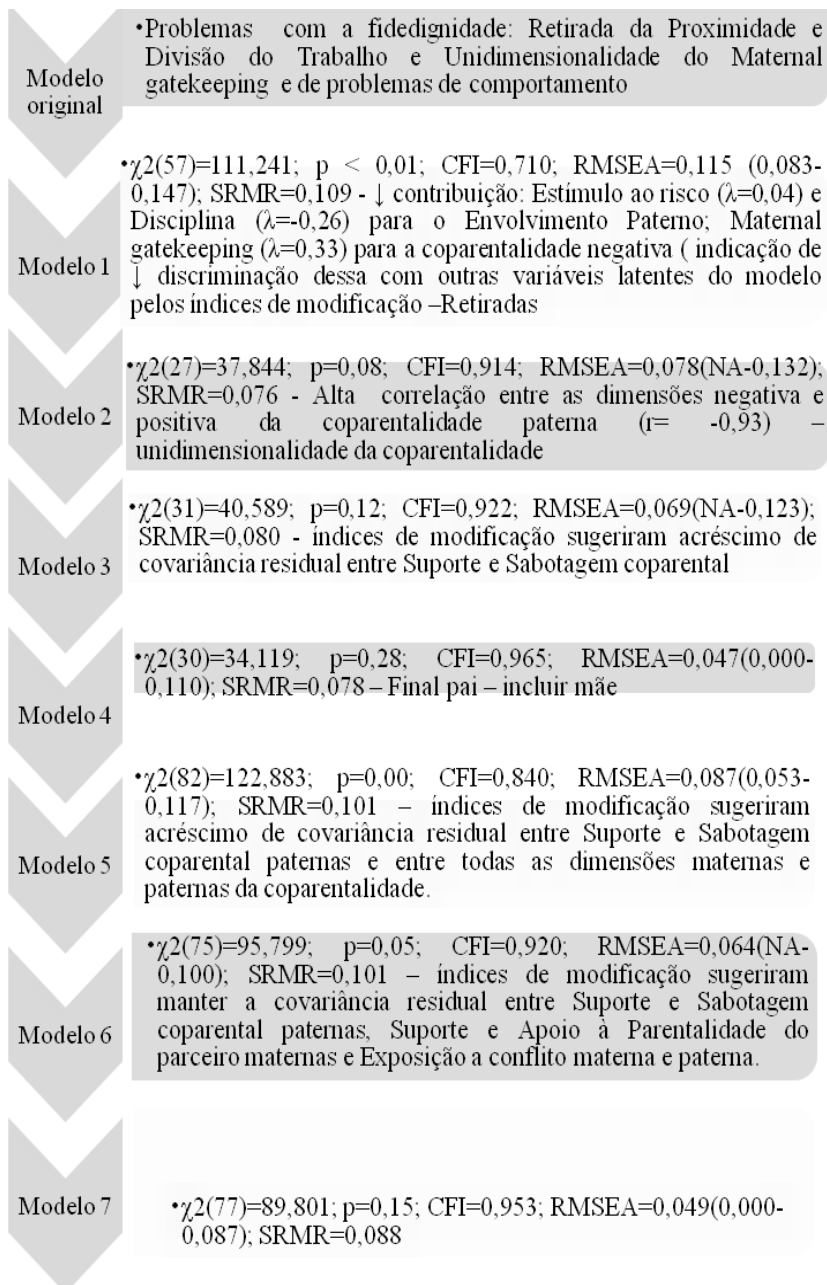 Modelo
original
•Problemas com a fidedignidade: Retirada da Proximidade e
Divisão do Trabalho e Unidimensionalidade do Maternal
gatekeeping e de problemas de comportamento
Modelo 1
•χ2(57)=111,241; p < 0,01; CFI=0,710; RMSEA=0,115 (0,083-
0,147); SRMR=0,109 - ↓ contribuição: Estímulo ao risco (λ=0,04) e
Disciplina (λ=-0,26) para o Envolvimento Paterno; Maternal
gatekeeping (λ=0,33) para a coparentalidade negativa ( indicação de
↓ discriminação dessa com outras variáveis latentes do modelo
pelos índices de modificação –Retiradas
Modelo 2
•χ2(27)=37,844; p=0,08; CFI=0,914; RMSEA=0,078(NA-0,132);
SRMR=0,076 - Alta correlação entre as dimensões negativa e
positiva da coparentalidade paterna (r= -0,93) –
unidimensionalidade da coparentalidade
Modelo 3
•χ2(31)=40,589; p=0,12; CFI=0,922; RMSEA=0,069(NA-0,123);
SRMR=0,080 - índices de modificação sugeriram acréscimo de
covariância residual entre Suporte e Sabotagem coparental
Modelo 4
•χ2(30)=34,119; p=0,28; CFI=0,965; RMSEA=0,047(0,000-
0,110); SRMR=0,078 – Final pai – incluir mãe
Modelo 5
•χ2(82)=122,883; p=0,00; CFI=0,840; RMSEA=0,087(0,053-
0,117); SRMR=0,101 – índices de modificação sugeriram
acréscimo de covariância residual entre Suporte e Sabotagem
coparental paternas e entre todas as dimensões maternas e
paternas da coparentalidade.
Modelo 6
•χ2(75)=95,799; p=0,05; CFI=0,920; RMSEA=0,064(NA-
0,100); SRMR=0,101 – índices de modificação sugeriram
manter a covariância residual entre Suporte e Sabotagem
coparental paternas, Suporte e Apoio à Parentalidade do
parceiro maternas e Exposição a conflito materna e paterna.
Modelo 7
•χ2(77)=89,801; p=0,15; CFI=0,953; RMSEA=0,049(0,000-
0,087); SRMR=0,088